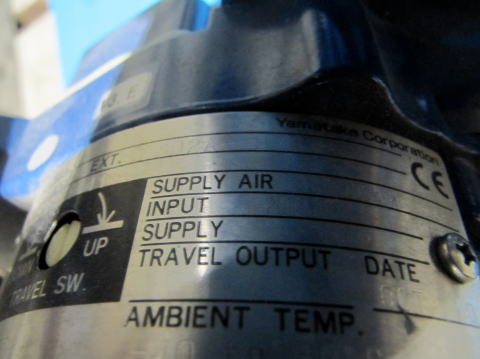 Yamatake Corporation
EXT.
CE
SUPPLY AIR
INPUT
SUPPLY
UP
TRAVEL OUTPUT DATE
TRAVEL SW.
AMBIENT TEMP.